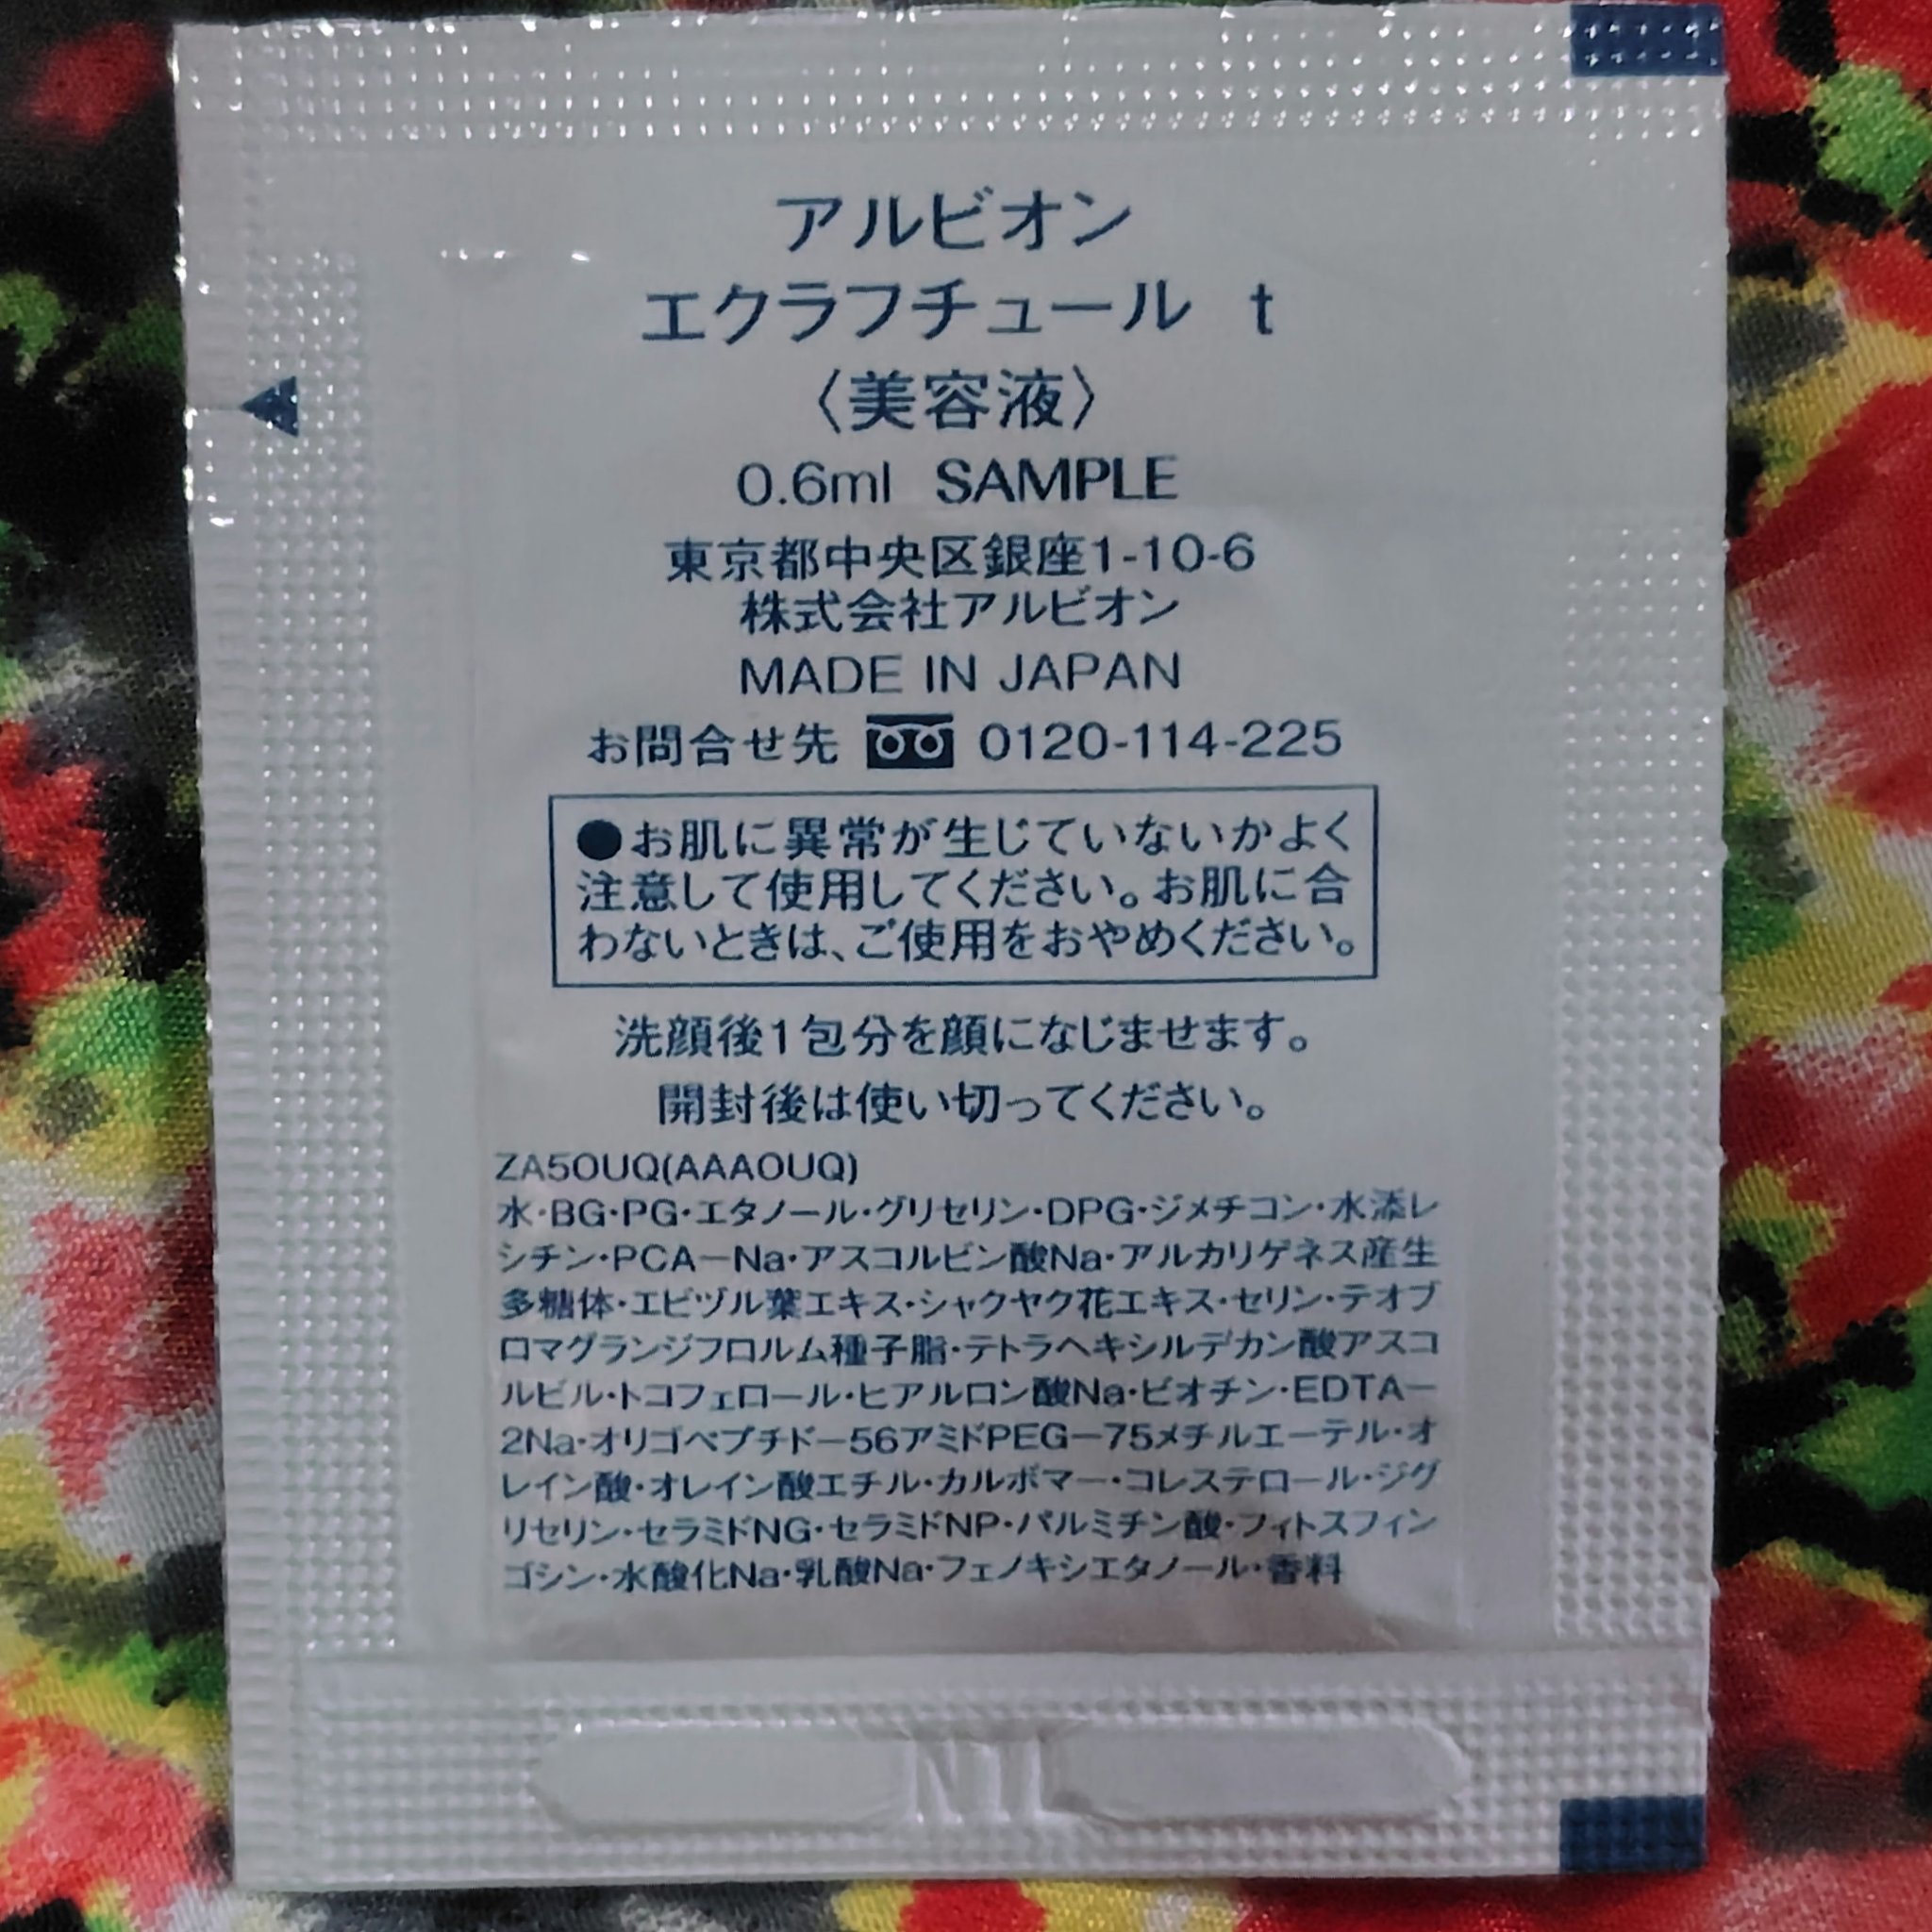 アルビオン
エクラフチュール t
〈美容液〉
0.6ml SAMPLE
東京都中央区銀座1-10-6
株式会社アルビオン
MADE IN JAPAN
お問合せ先 0120-114-225
●お肌に異常が生じていないかよく
注意して使用してください。お肌に合
わないときは、ご使用をおやめください。
洗顔後1包分を顔になじませます。
開封後は使い切ってください。
ZA50UQ(AAA0UQ)
水・BG・PG・エタノール・グリセリン・DPG・ジメチコン・水添レ
シチン・PCA－Na・アスコルビン酸Na・アルカリゲネス産生
多糖体・エビヅル葉エキス・シャクヤク花エキス・セリン・テオブ
ロマグランジフロルム種子脂・テトラヘキシルデカン酸アスコ
ルビル・トコフェロール・ヒアルロン酸Na・ビオチン・EDTA－
2Na・オリゴペプチド－56アミドPEG－75メチルエーテル・オ
レイン酸・オレイン酸エチル・カルボマー・コレステロール・ジグ
リセリン・セラミドNG・セラミドNP・パルミチン酸・フィトスフィン
ゴシン・水酸化Na・乳酸Na・フェノキシエタノール・香料